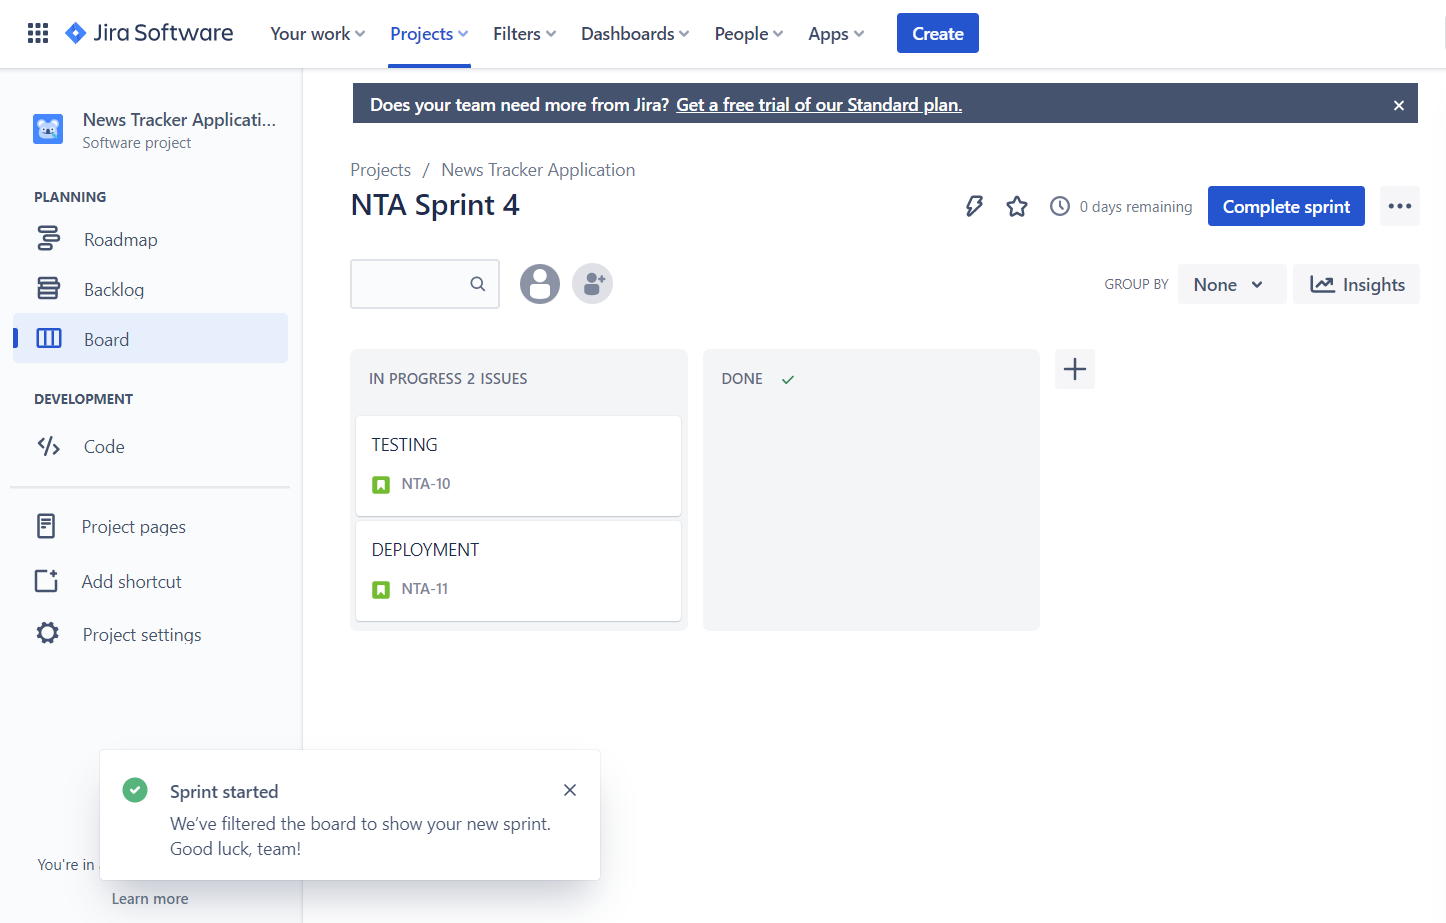 Jira Software
Your work
Projects
Filters
Dashboards
People
Apps
Create
News Tracker Applicati...
Software project
PLANNING
Roadmap
Backlog
Board
DEVELOPMENT
Code
Project pages
Add shortcut
Project settings
You're in
Learn more
Does your team need more from Jira? Get a free trial of our Standard plan.
Projects / News Tracker Application
NTA Sprint 4
0 days remaining
Complete sprint
GROUP BY
None
Insights
IN PROGRESS 2 ISSUES
TESTING
NTA-10
DEPLOYMENT
NTA-11
DONE
Sprint started
We've filtered the board to show your new sprint.
Good luck, team!